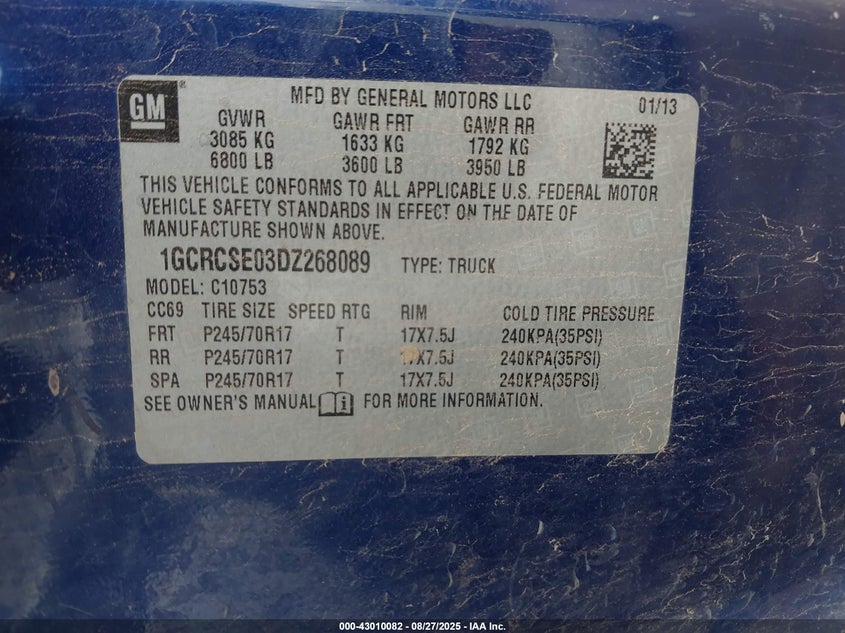 GM
MFD BY GENERAL MOTORS LLC 01/13
GVWR GAWR FRT GAWR RR
3085 KG 1633 KG 1792 KG
6800 LB 3600 LB 3950 LB
THIS VEHICLE CONFORMS TO ALL APPLICABLE U.S. FEDERAL MOTOR
VEHICLE SAFETY STANDARDS IN EFFECT ON THE DATE OF
MANUFACTURE SHOWN ABOVE.
1GCRCSE03DZ268089 TYPE: TRUCK
MODEL: C10753
CC69 TIRE SIZE SPEED RTG RIM COLD TIRE PRESSURE
FRT P245/70R17 T 17X7.5J 240KPA(35PSI)
RR P245/70R17 T 17X7.5J 240KPA(35PSI)
SPA P245/70R17 T 17X7.5J 240KPA(35PSI)
SEE OWNER'S MANUAL FOR MORE INFORMATION.
000-43010082 - 08/27/2025 - IAA Inc.